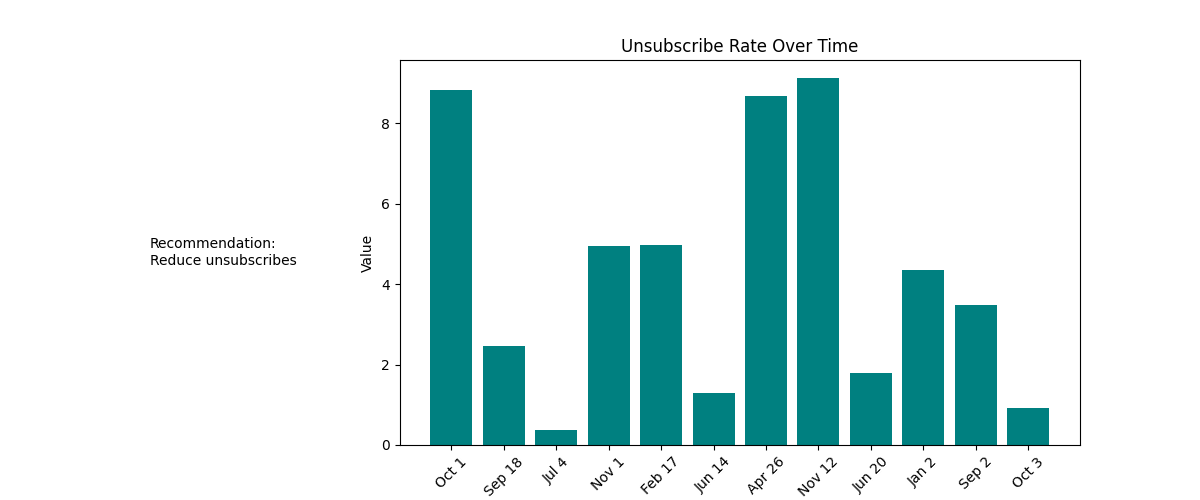 Unsubscribe Rate Over Time
Recommendation:
Reduce unsubscribes
Value
8
6
4
2
0
Oct 1
Sep 18
Jul 4
Nov 1
Feb 17
Jun 14
Apr 26
Nov 12
Jun 20
Jan 2
Sep 2
Oct 3